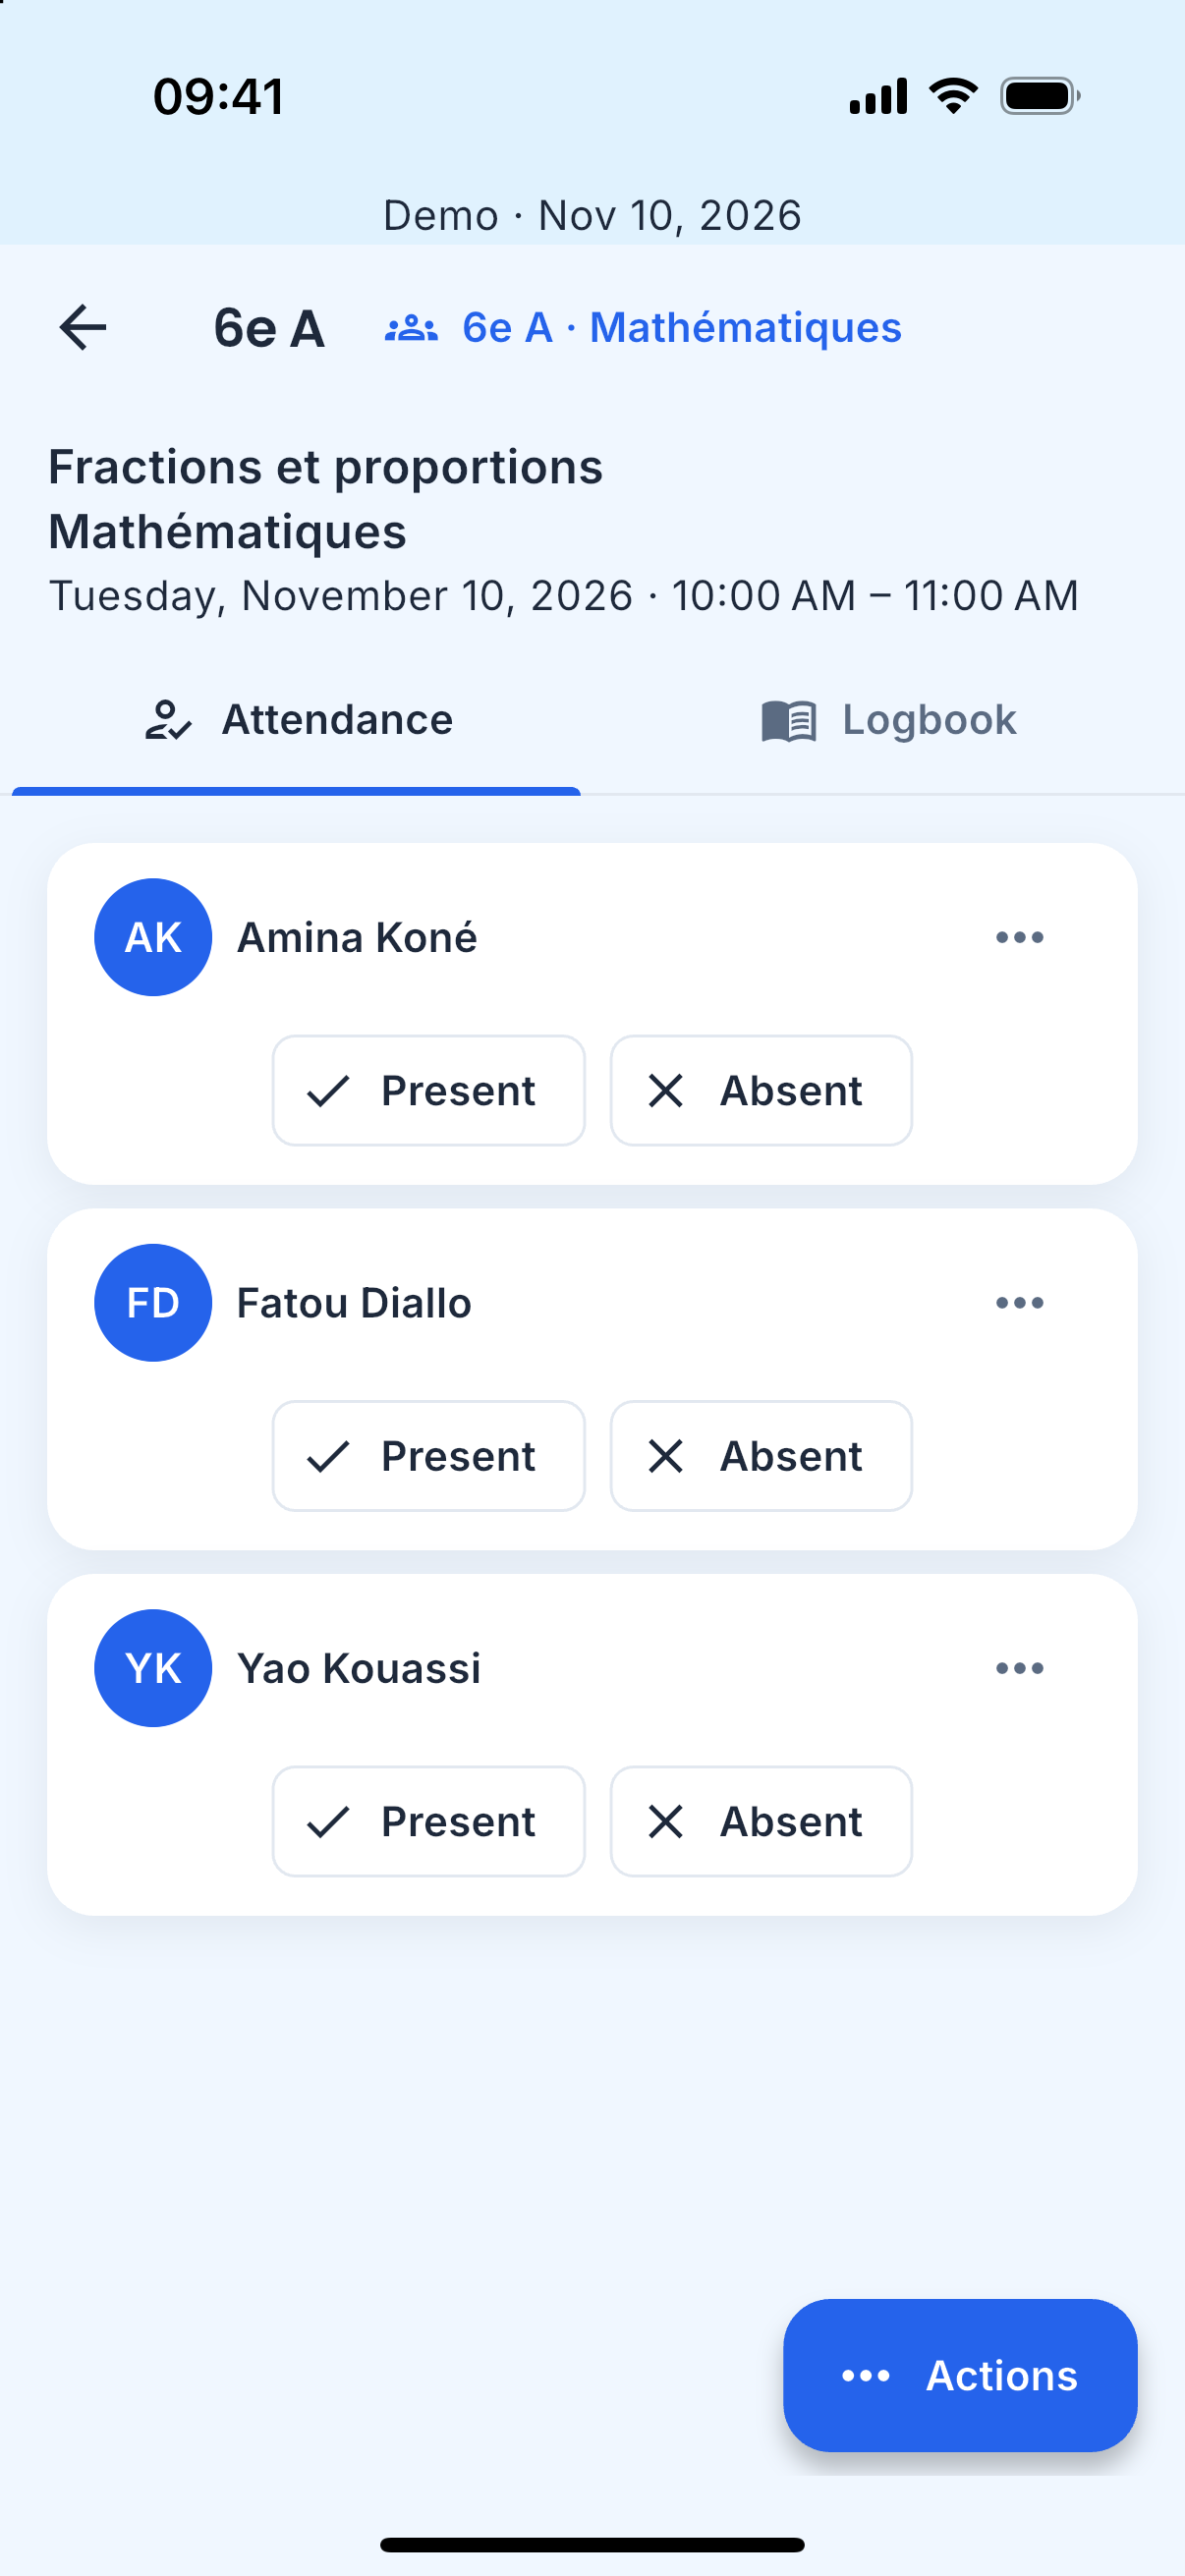 09:41
Demo · Nov 10, 2026
6e A
6e A · Mathématiques
Fractions et proportions
Mathématiques
Tuesday, November 10, 2026 · 10:00 AM – 11:00 AM
Attendance
Logbook
AK
Amina Koné
Present
Absent
FD
Fatou Diallo
Present
Absent
YK
Yao Kouassi
Present
Absent
Actions